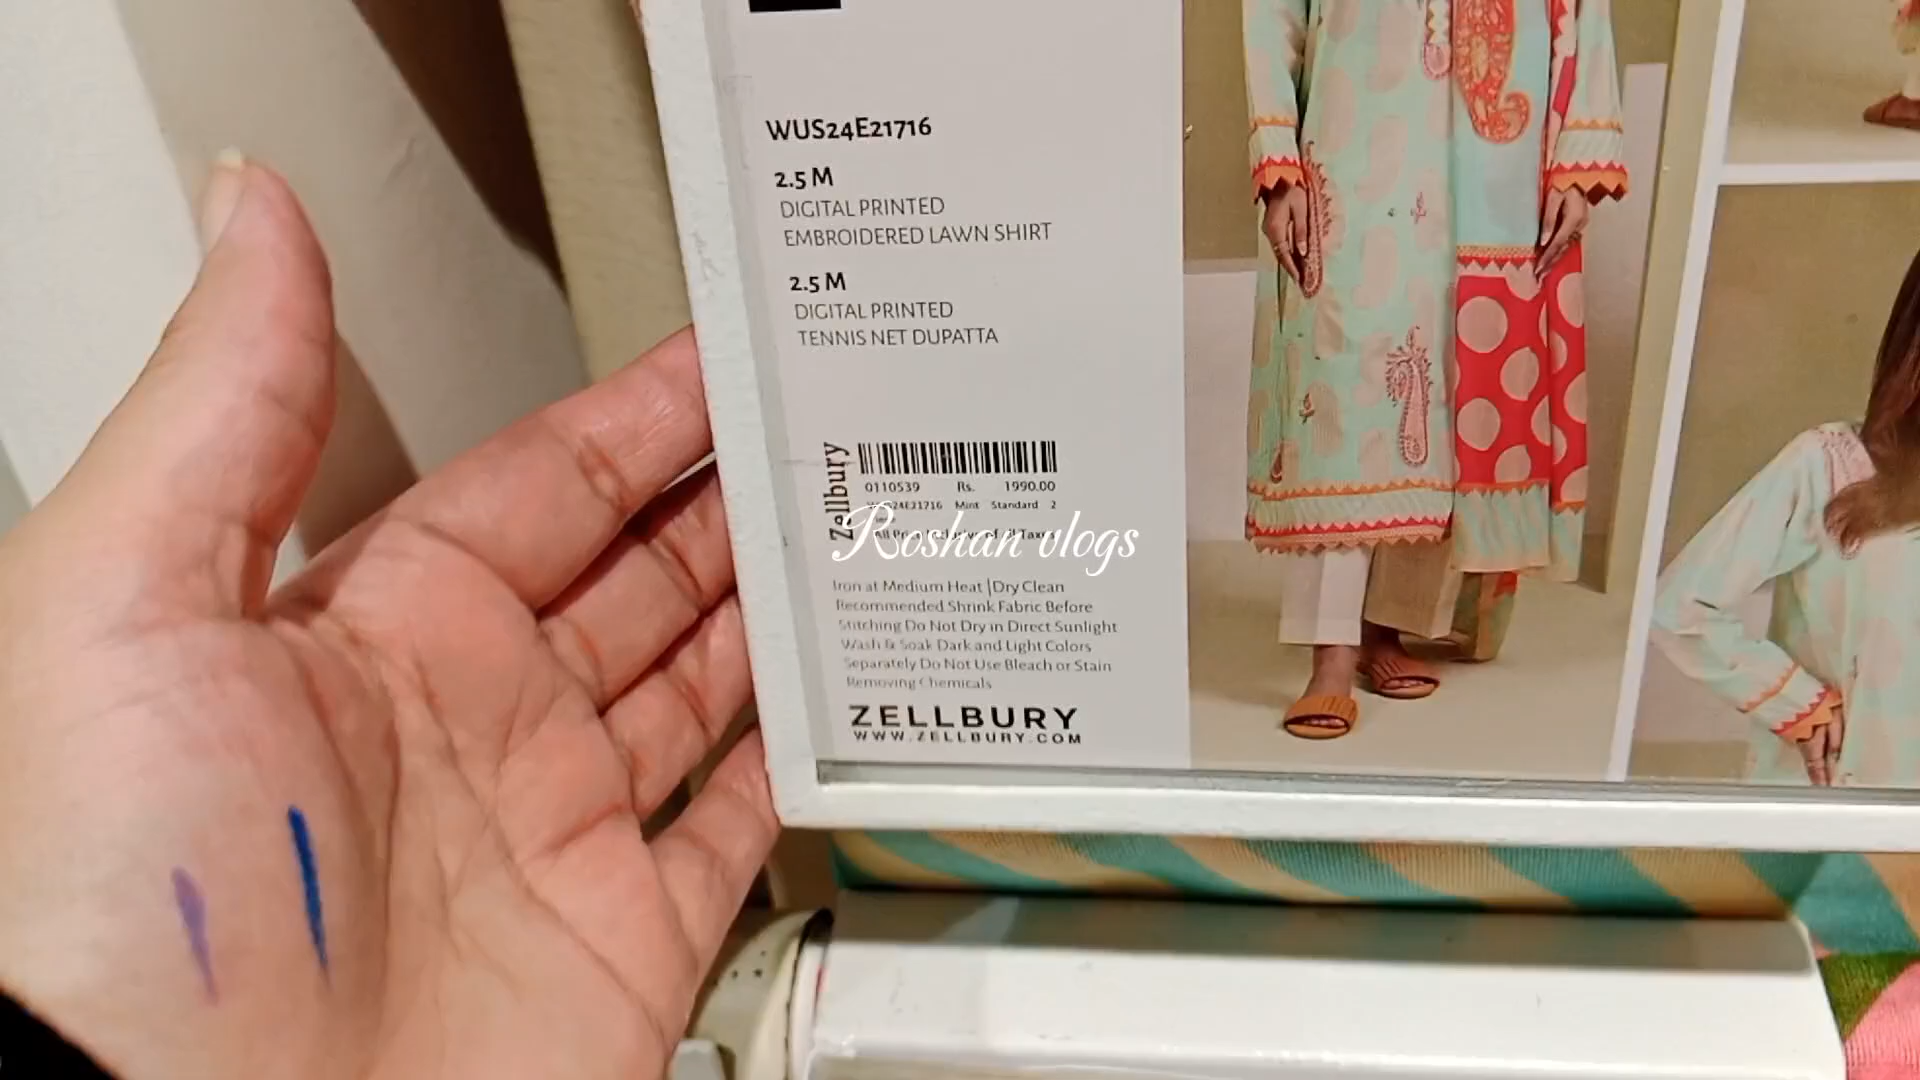 WUS24E21716
2.5 M
DIGITAL PRINTED
EMBROIDERED LAWN SHIRT
2.5 M
DIGITAL PRINTED
TENNIS NET DUPATTA
Zellbury
0110539 Rs. 1990.00
Mint Standard 2
Roshan vlogs
Iron at Medium Heat | Dry Clean
Recommended Shrink Fabric Before
Stitching Do Not Dry in Direct Sunlight
Wash & Soak Dark and Light Colors
Separately Do Not Use Bleach or Stain
Removing Chemicals
ZELLBURY
WWW.ZELLBURY.COM